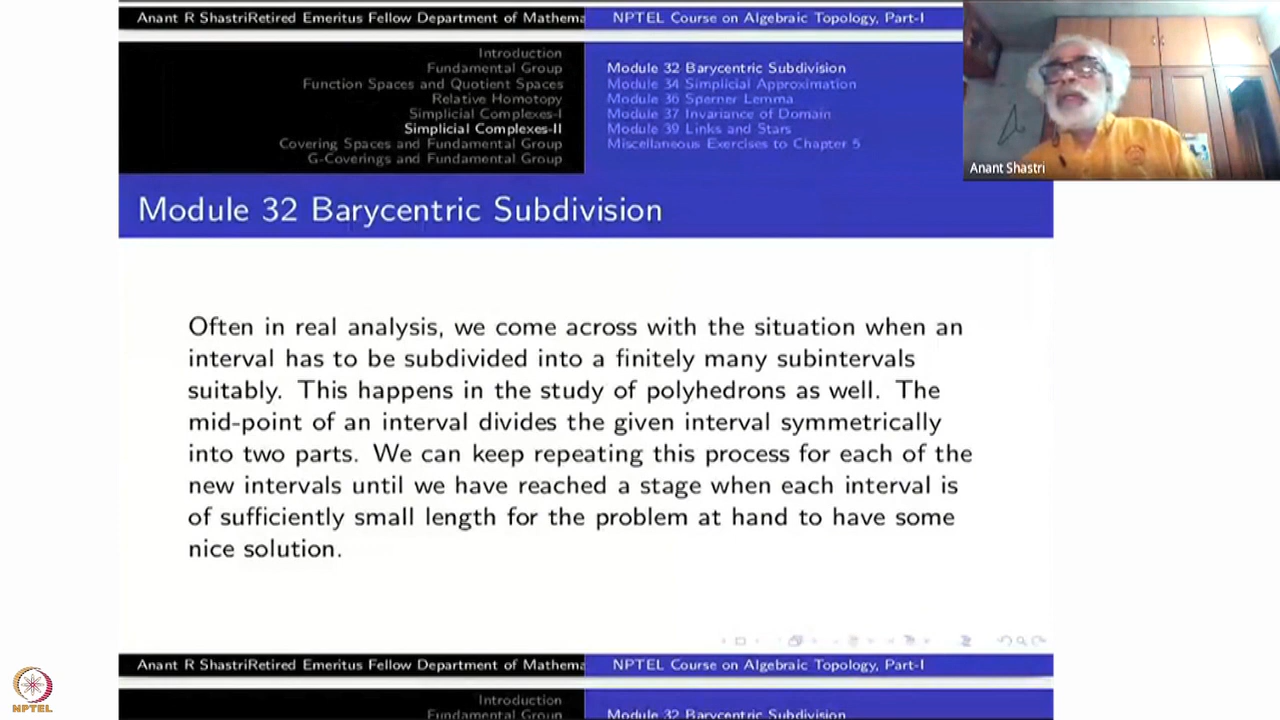 Anant R ShastriRetired Emeritus Fellow Department of Mathema
NPTEL Course on Algebraic Topology, Part-I
Introduction
Fundamental Group
Function Spaces and Quotient Spaces
Relative Homotopy
Simplicial Complexes-I
Simplicial Complexes-II
Covering Spaces and Fundamental Group
G-Coverings and Fundamental Group
Module 32 Barycentric Subdivision
Module 34 Simplicial Approximation
Module 36 Sperner Lemma
Module 37 Invariance of Domain
Module 39 Links and Stars
Miscellaneous Exercises to Chapter 5
Anant Shastri
Module 32 Barycentric Subdivision
Often in real analysis, we come across with the situation when an
interval has to be subdivided into a finitely many subintervals
suitably. This happens in the study of polyhedrons as well. The
mid-point of an interval divides the given interval symmetrically
into two parts. We can keep repeating this process for each of the
new intervals until we have reached a stage when each interval is
of sufficiently small length for the problem at hand to have some
nice solution.
Anant R ShastriRetired Emeritus Fellow Department of Mathema
NPTEL Course on Algebraic Topology, Part-I
Introduction
Fundamental Group
Module 32 Barycentric Subdivision
NPTEL